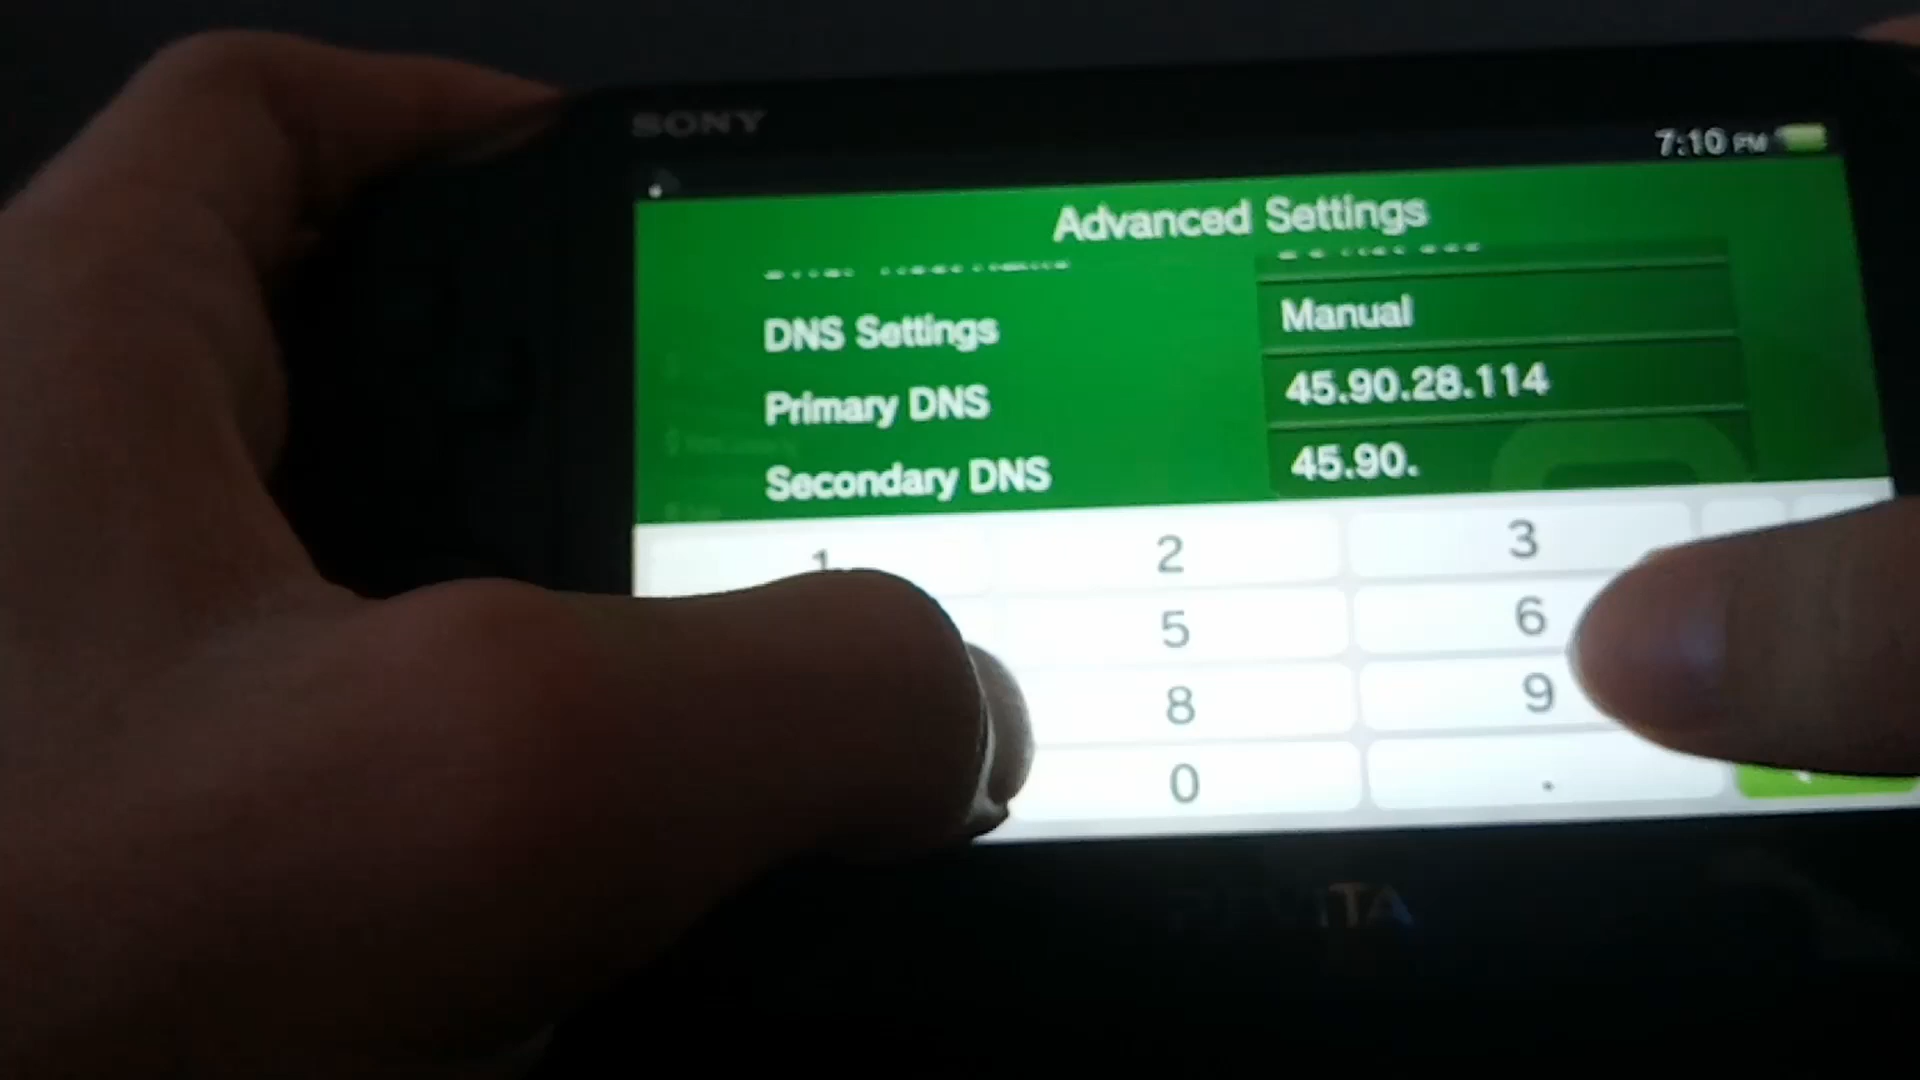 SONY
7:10 PM
Advanced Settings
DNS Settings Manual
Primary DNS 45.90.28.114
Secondary DNS 45.90.
1 2 3
5 6
8 9
0 .